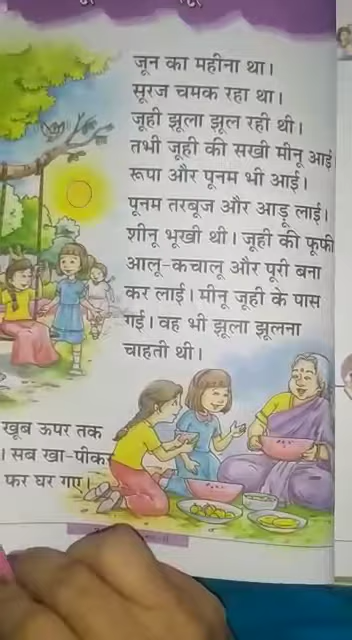 जून का महीना था।
सूरज चमक रहा था।
जूही झूला झूल रही थी।
तभी जूही की सखी मीनू आई
रूपा और पूनम भी आई।
पूनम तरबूज और आड़ू लाई।
शीनू भूखी थी। जूही की फूफी
आलू-कचालू और पूरी बना
कर लाई। मीनू जूही के पास
गई। वह भी झूला झूलना
चाहती थी।
खूब ऊपर तक
। सब खा-पीकर
फर घर गए।